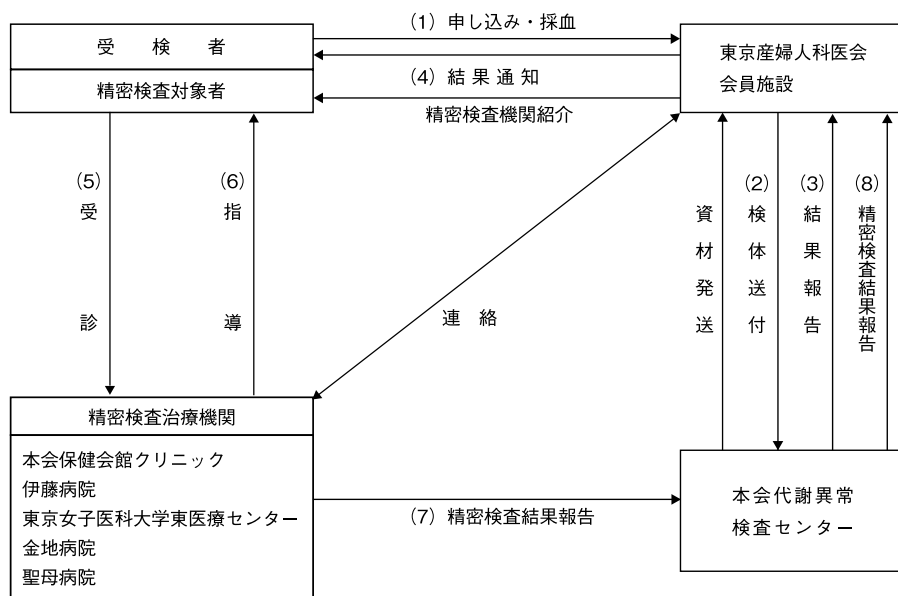 受検者
精密検査対象者
(1)申し込み・採血
(4)結果通知
精密検査機関紹介
東京産婦人科医会
会員施設
(5)受診
(6)指導
連絡
資材発送
(2)検体送付
(3)結果報告
(8)精密検査結果報告
精密検査治療機関
本会保健会館クリニック
伊藤病院
東京女子医科大学東医療センター
金地病院
聖母病院
(7)精密検査結果報告
本会代謝異常
検査センター